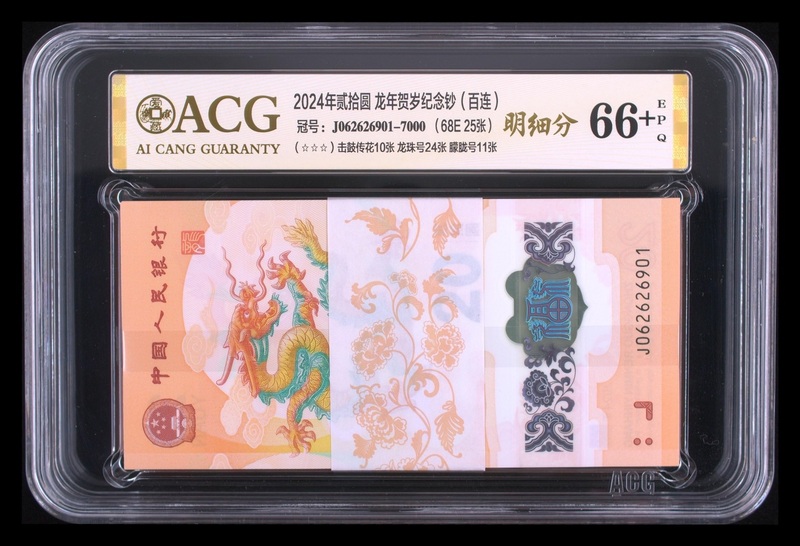 ACG
AI CANG GUARANTY
2024年贰拾圆 龙年贺岁纪念钞（百连）
冠号：J062626901-7000 （68E 25张）
（☆☆☆）击鼓传花10张 龙珠号24张 朦胧号11张
明细分
66+
EPQ
中国人民银行
J062626901
ACG